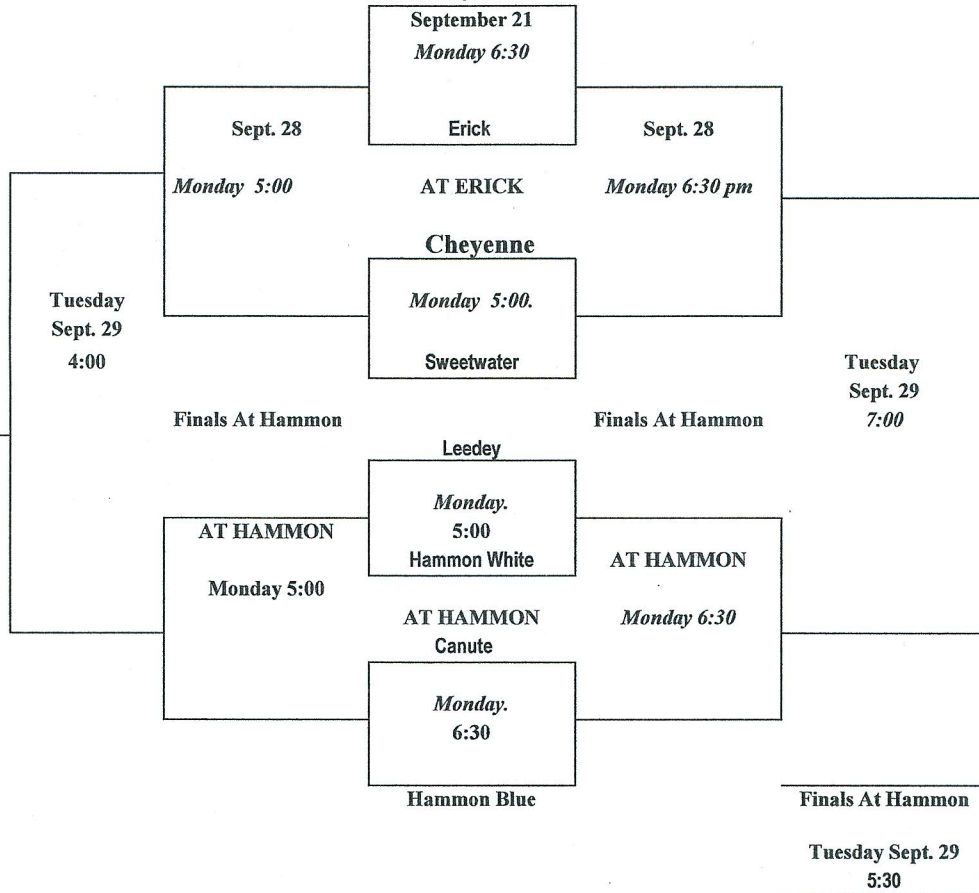 September 21
Monday 6:30
Erick
Sept. 28
Monday 5:00
AT ERICK
Sept. 28
Monday 6:30 pm
Cheyenne
Monday 5:00.
Sweetwater
Tuesday
Sept. 29
4:00
Tuesday
Sept. 29
7:00
Finals At Hammon
Finals At Hammon
Leedey
Monday.
5:00
Hammon White
AT HAMMON
Monday 5:00
AT HAMMON
Monday 6:30
AT HAMMON
Canute
Monday.
6:30
Hammon Blue
Finals At Hammon
Tuesday Sept. 29
5:30